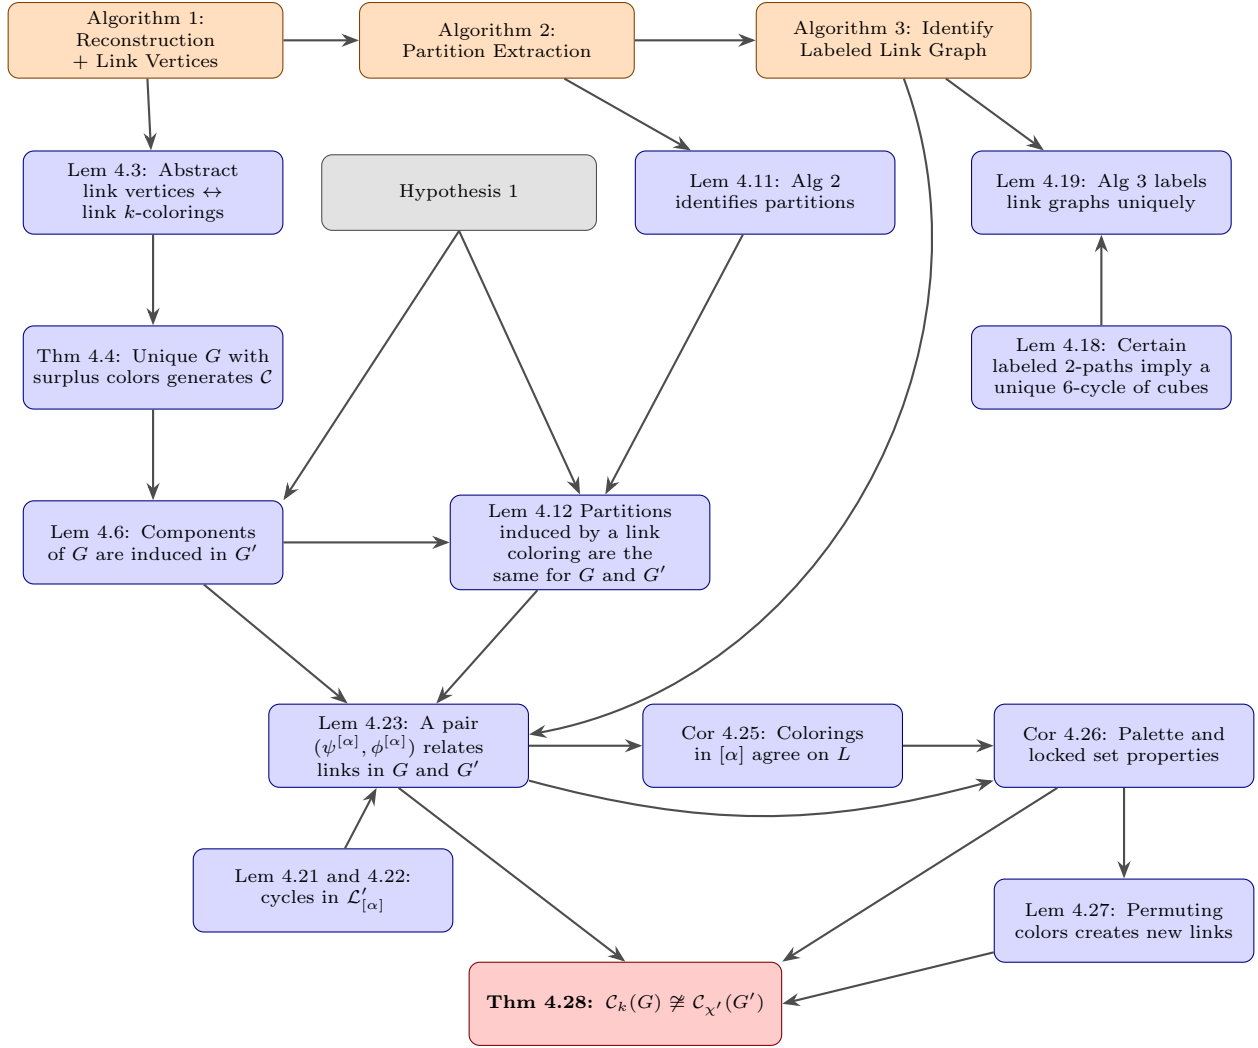 Algorithm 1:
Reconstruction
+ Link Vertices
Algorithm 2:
Partition Extraction
Algorithm 3: Identify
Labeled Link Graph
Lem 4.3: Abstract
link vertices ↔
link k-colorings
Hypothesis 1
Lem 4.11: Alg 2
identifies partitions
Lem 4.19: Alg 3 labels
link graphs uniquely
Thm 4.4: Unique G with
surplus colors generates 𝒞
Lem 4.18: Certain
labeled 2-paths imply a
unique 6-cycle of cubes
Lem 4.6: Components
of G are induced in G′
Lem 4.12 Partitions
induced by a link
coloring are the
same for G and G′
Lem 4.23: A pair
(ψ^[α], ϕ^[α]) relates
links in G and G′
Cor 4.25: Colorings
in [α] agree on L
Cor 4.26: Palette and
locked set properties
Lem 4.21 and 4.22:
cycles in ℒ′_[α]
Lem 4.27: Permuting
colors creates new links
Thm 4.28: 𝒞_k(G) ≇ 𝒞_χ′(G′)